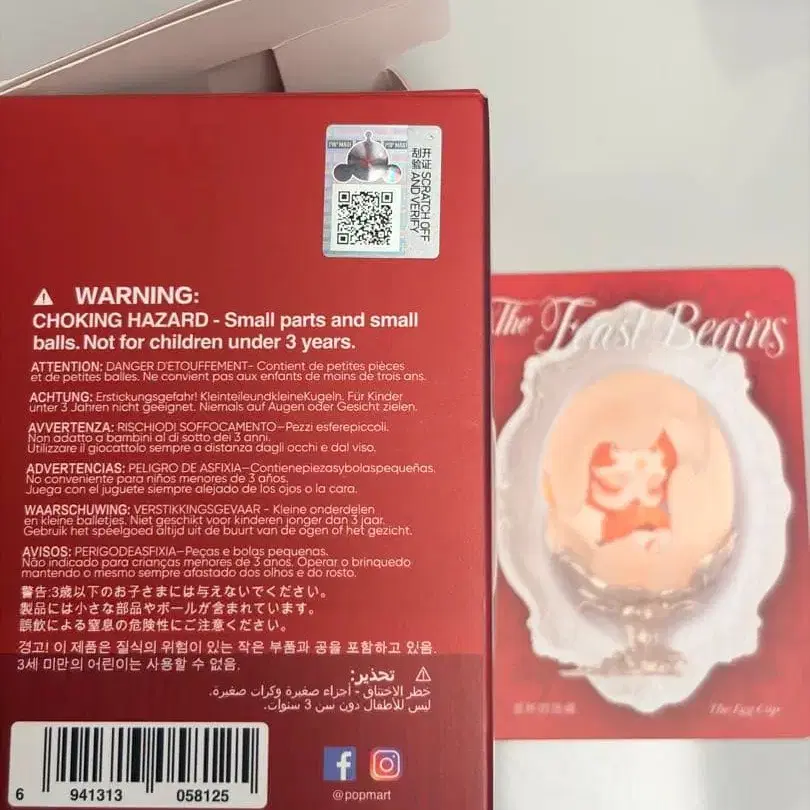 POP MART
POP MART
开证 SCRATCH OFF
刮验 AND VERIFY
WARNING:
CHOKING HAZARD - Small parts and small
balls. Not for children under 3 years.
ATTENTION: DANGER D'ETOUFFEMENT- Contient de petites pièces
et de petites balles. Ne convient pas aux enfants de moins de trois ans.
ACHTUNG: Erstickungsgefahr! KleinteileundkleineKugeln. Für Kinder
unter 3 Jahren nicht geeignet. Niemals auf Augen oder Gesicht zielen.
AVVERTENZA: RISCHIODI SOFFOCAMENTO-Pezzi esferepiccoli.
Non adatto a bambini al di sotto dei 3 anni.
Utilizzare il giocattolo sempre a distanza dagli occhi e dal viso.
ADVERTENCIAS: PELIGRO DE ASFIXIA-Contienepiezasybolaspequeñas.
No conveniente para niños menores de 3 años.
Juega con el juguete siempre alejado de los ojos o la cara.
WAARSCHUWING: VERSTIKKINGSGEVAAR - Kleine onderdelen
en kleine balletjes. Niet geschikt voor kinderen jonger dan 3 jaar.
Gebruik het speelgoed altijd uit de buurt van de ogen of het gezicht.
AVISOS: PERIGODEASFIXIA-Peças e bolas pequenas.
Não indicado para crianças menores de 3 anos. Operar o brinquedo
mantendo o mesmo sempre afastado dos olhos e do rosto.
警告:3歳以下のお子さまには与えないでください。
製品には小さな部品やボールが含まれています。
誤飲による窒息の危険性にご注意ください。
경고! 이 제품은 질식의 위험이 있는 작은 부품과 공을 포함하고 있음.
3세 미만의 어린이는 사용할 수 없음.
تحذير:
خطر الاختناق - أجزاء صغيرة وكرات صغيرة.
ليس للأطفال دون سن 3 سنوات.
6 941313 058125
@popmart
The Feast Begins
The Egg Cup